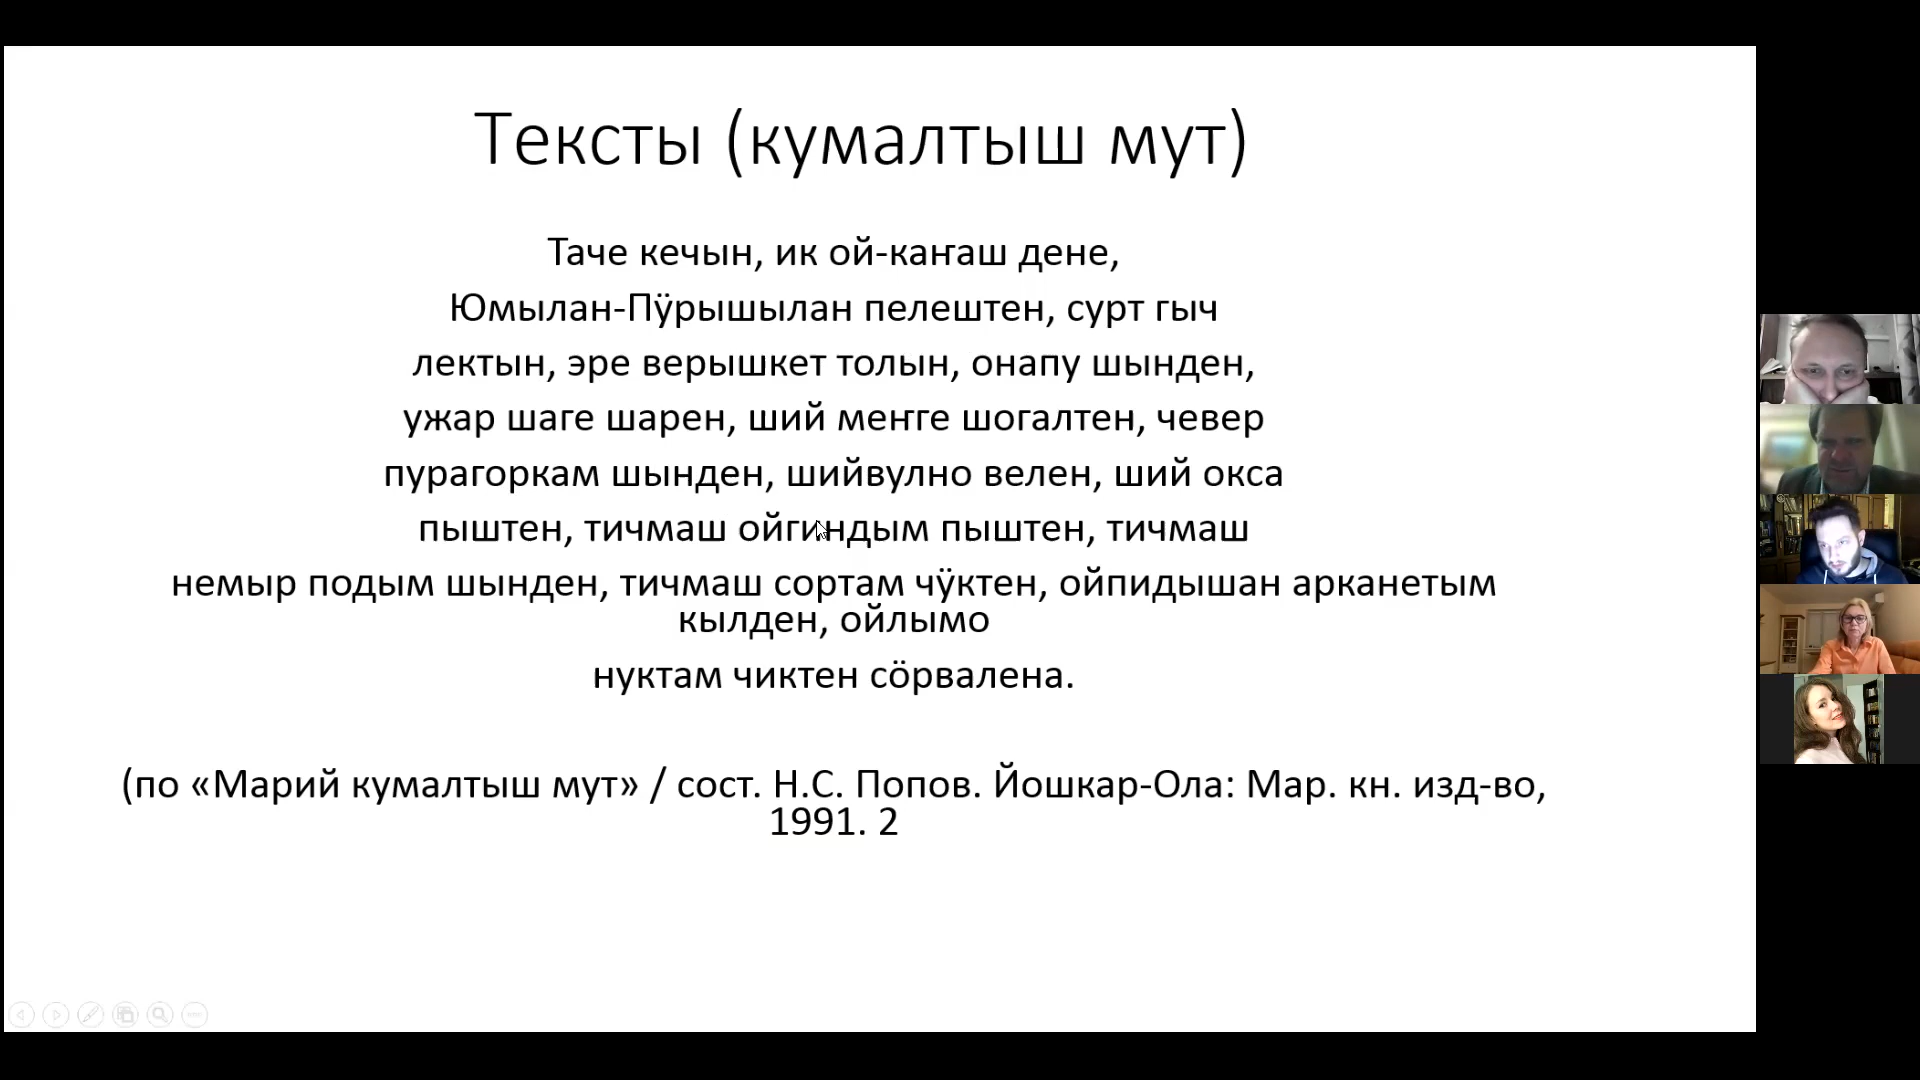 Тексты (кумалтыш мут)
Таче кечын, ик ой-каҥаш дене,
Юмылан-Пӱрышылан пелештен, сурт гыч
лектын, эре верышкет толын, онапу шынден,
ужар шаге шарен, ший меҥге шогалтен, чевер
пурагоркам шынден, шийвулно велен, ший окса
пыштен, тичмаш ойгиндым пыштен, тичмаш
немыр подым шынден, тичмаш сортам чӱктен, ойпидышан арканетым
кылден, ойлымо
нуктам чиктен сӧрвалена.
(по «Марий кумалтыш мут» / сост. Н.С. Попов. Йошкар-Ола: Мар. кн. изд-во,
1991. 2